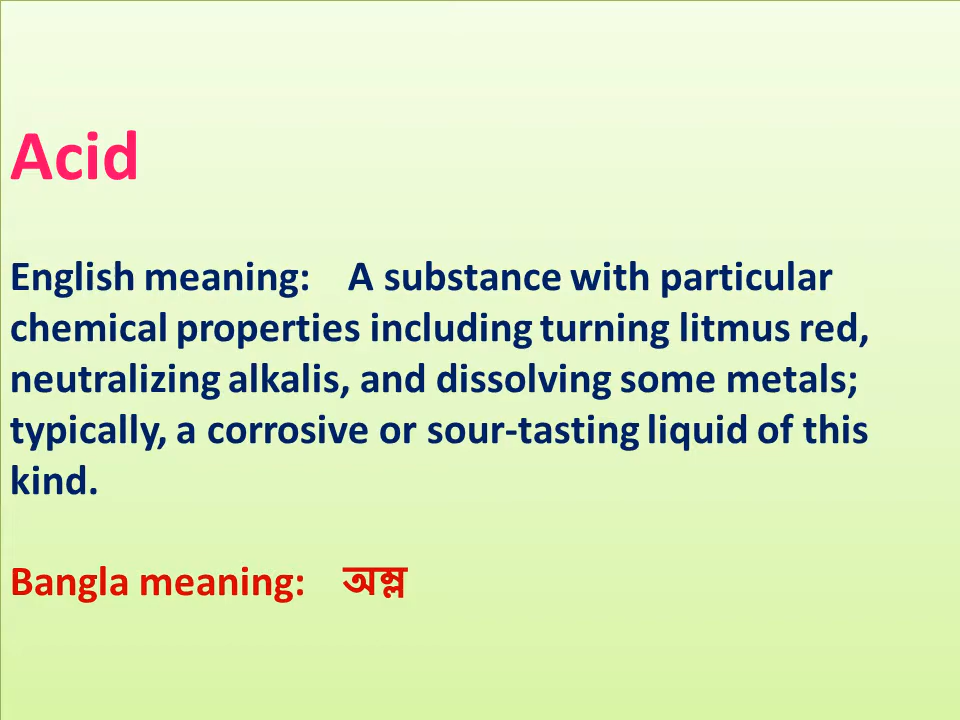 Acid
English meaning: A substance with particular
chemical properties including turning litmus red,
neutralizing alkalis, and dissolving some metals;
typically, a corrosive or sour-tasting liquid of this
kind.
Bangla meaning: অম্ল